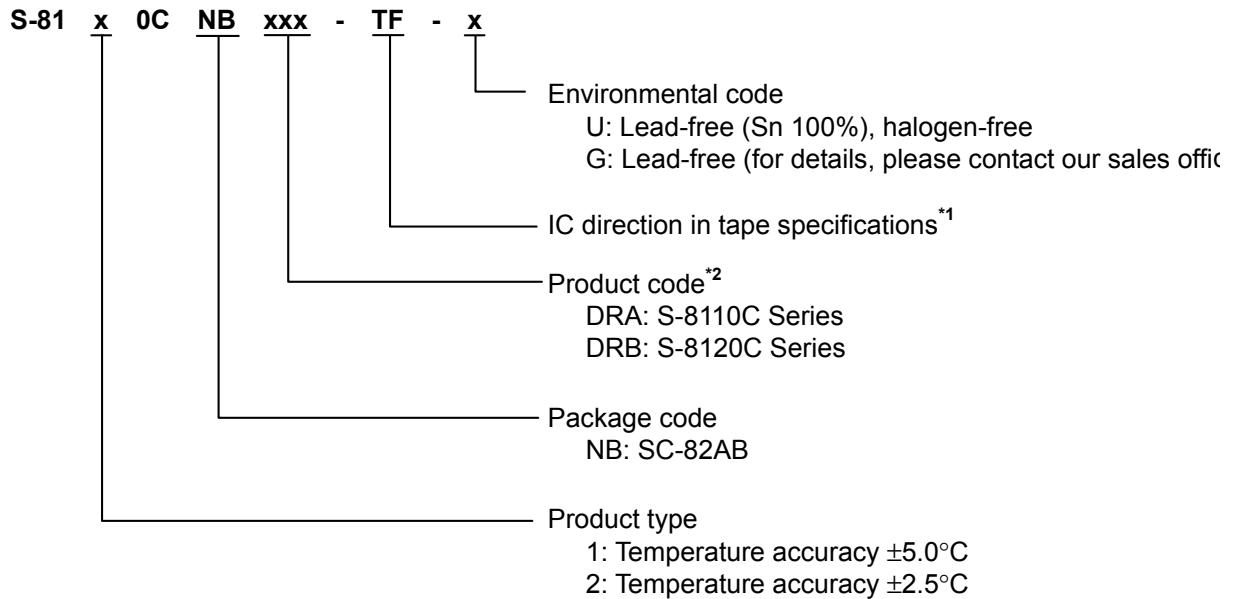 S-81 x 0C NB xxx - TF - x
Environmental code
U: Lead-free (Sn 100%), halogen-free
G: Lead-free (for details, please contact our sales
IC direction in tape specifications*1
Product code*2
DRA: S-8110C Series
DRB: S-8120C Series
Package code
NB: SC-82AB
Product type
1: Temperature accuracy ±5.0°C
2: Temperature accuracy ±2.5°C